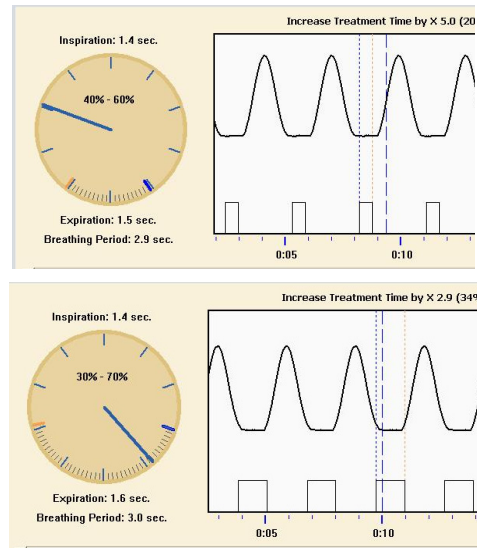 Increase Treatment Time by X 5.0 (20
Inspiration: 1.4 sec.
40% - 60%
Expiration: 1.5 sec.
Breathing Period: 2.9 sec.
0:05 0:10
Increase Treatment Time by X 2.9 (34%
Inspiration: 1.4 sec.
30% - 70%
Expiration: 1.6 sec.
Breathing Period: 3.0 sec.
0:05 0:10